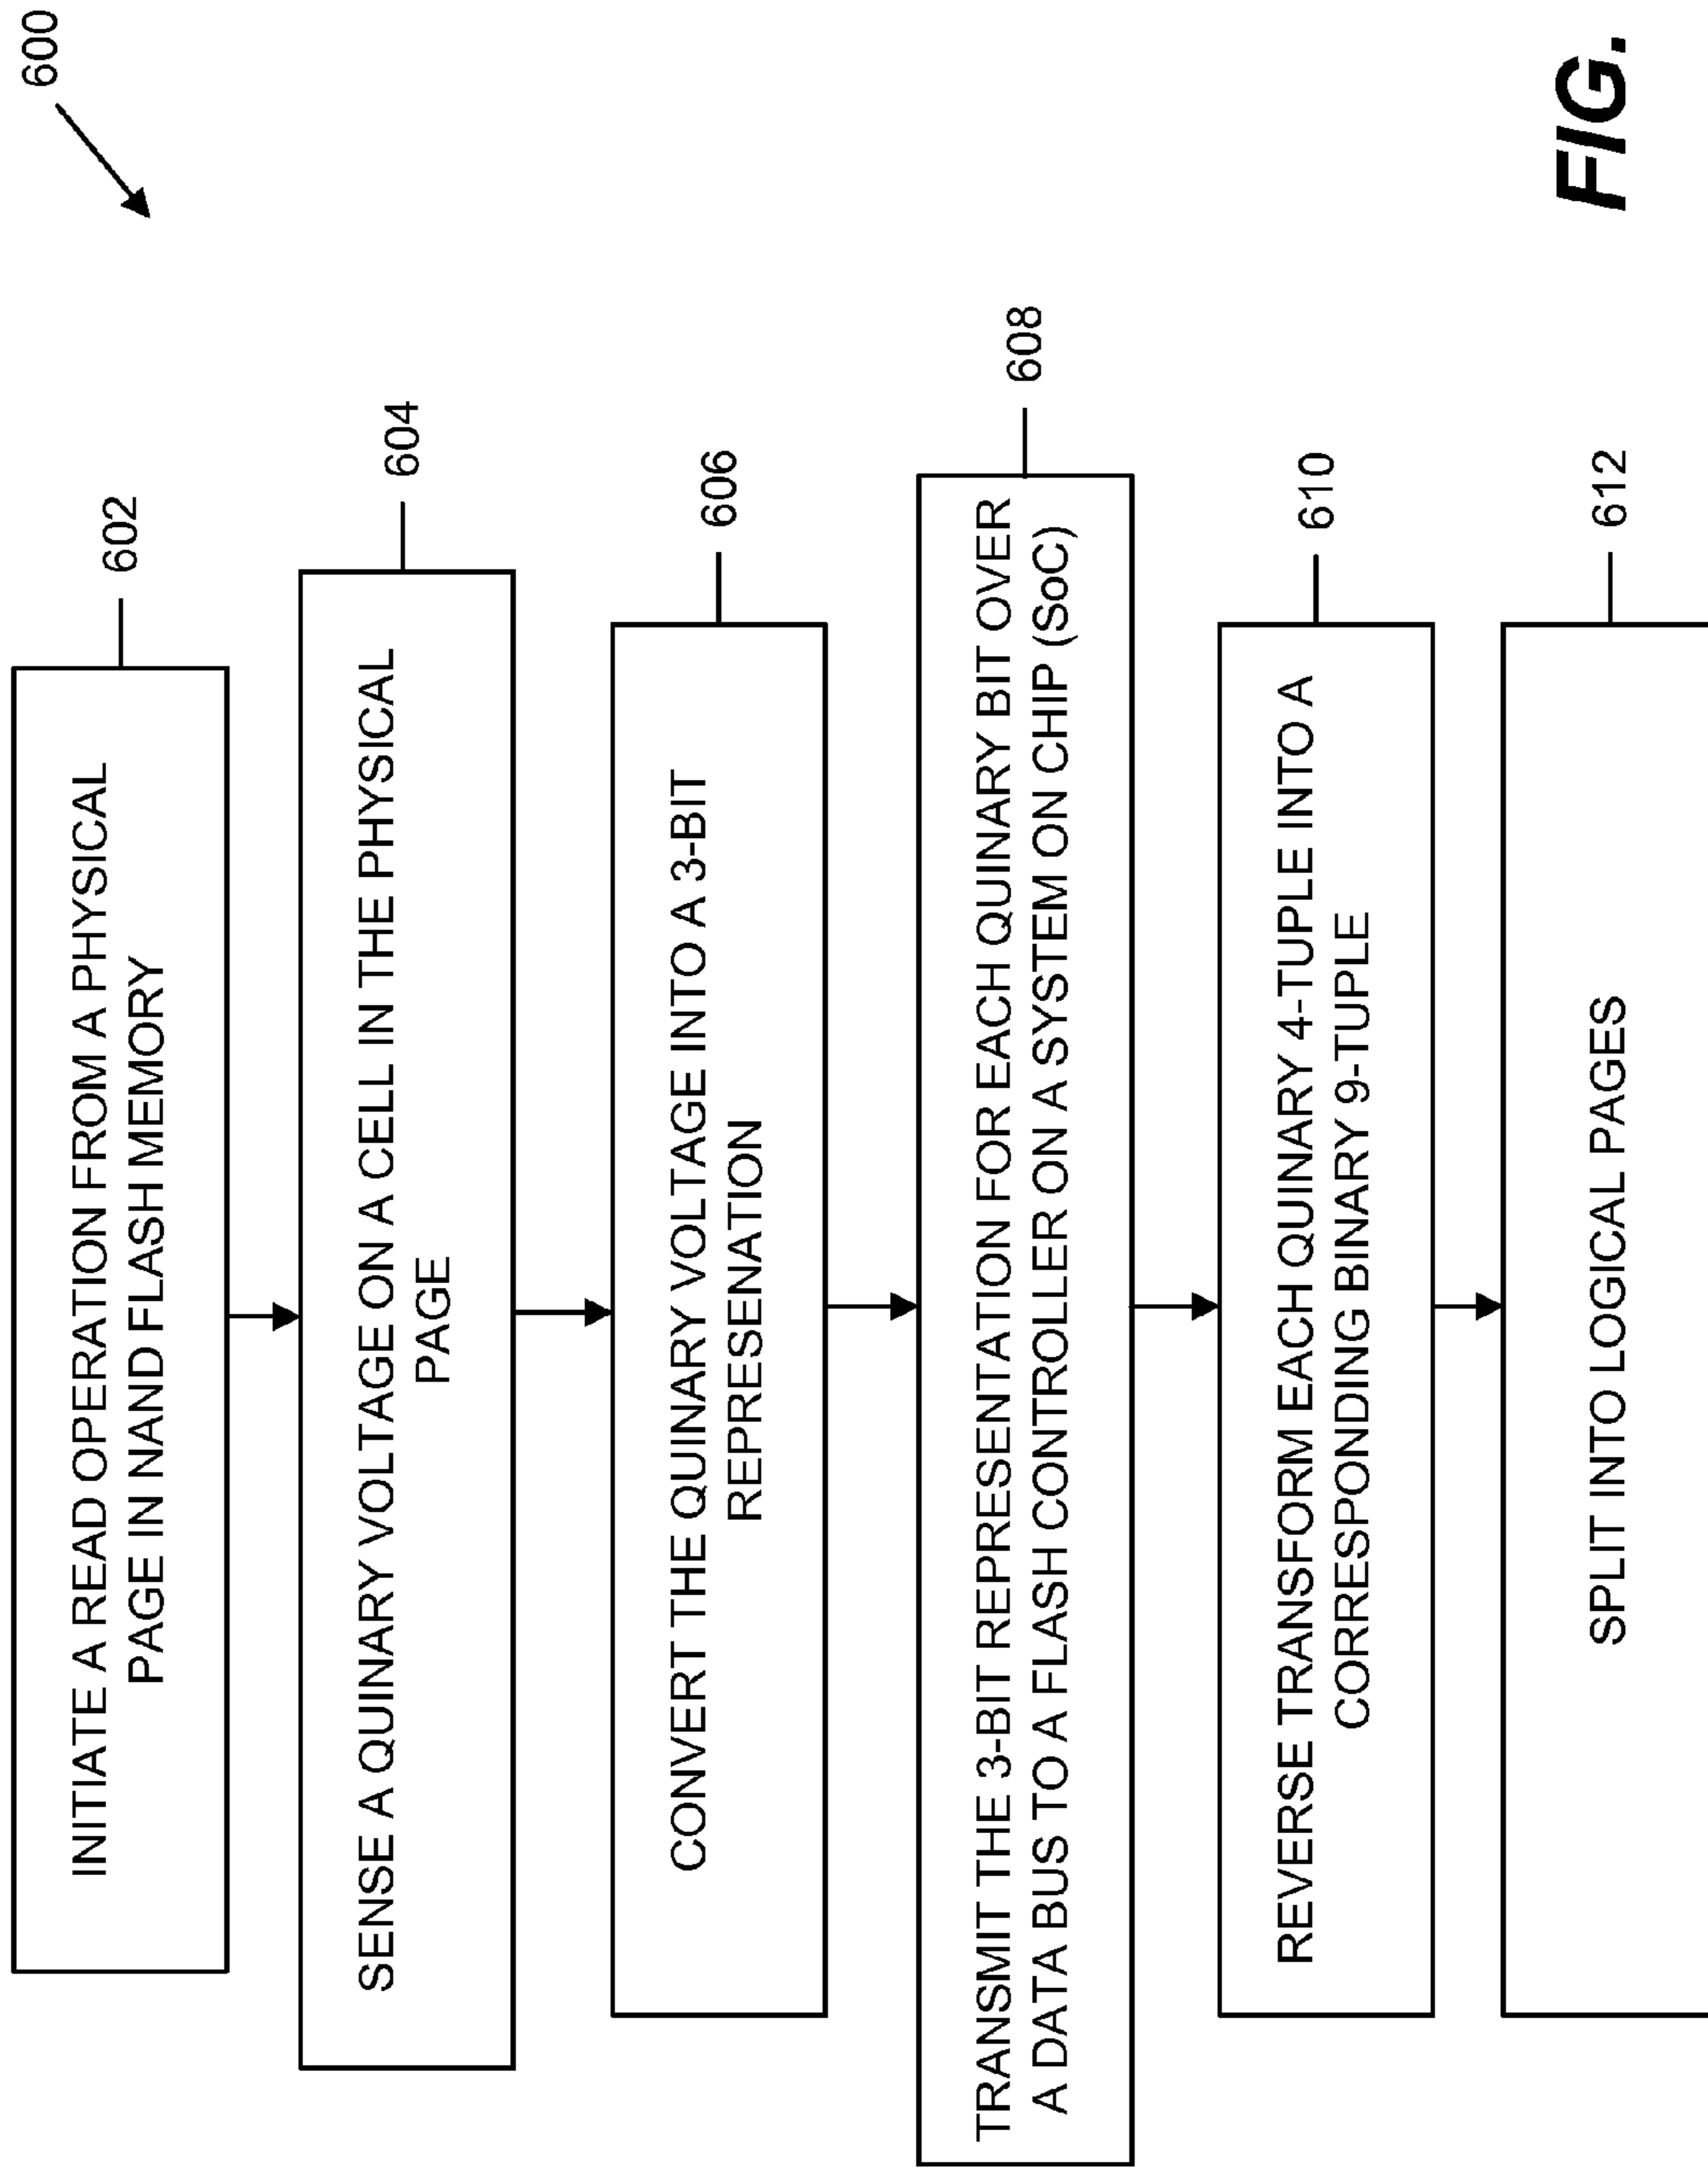 600
INITIATE A READ OPERATION FROM A PHYSICAL
PAGE IN NAND FLASH MEMORY
602
SENSE A QUINARY VOLTAGE ON A CELL IN THE PHYSICAL
PAGE
604
CONVERT THE QUINARY VOLTAGE INTO A 3-BIT
REPRESENATION
606
TRANSMIT THE 3-BIT REPRESENTATION FOR EACH QUINARY BIT OVER
A DATA BUS TO A FLASH CONTROLLER ON A SYSTEM ON CHIP (SoC)
608
REVERSE TRANSFORM EACH QUINARY 4-TUPLE INTO A
CORRESPONDING BINARY 9-TUPLE
610
SPLIT INTO LOGICAL PAGES
612
FIG.